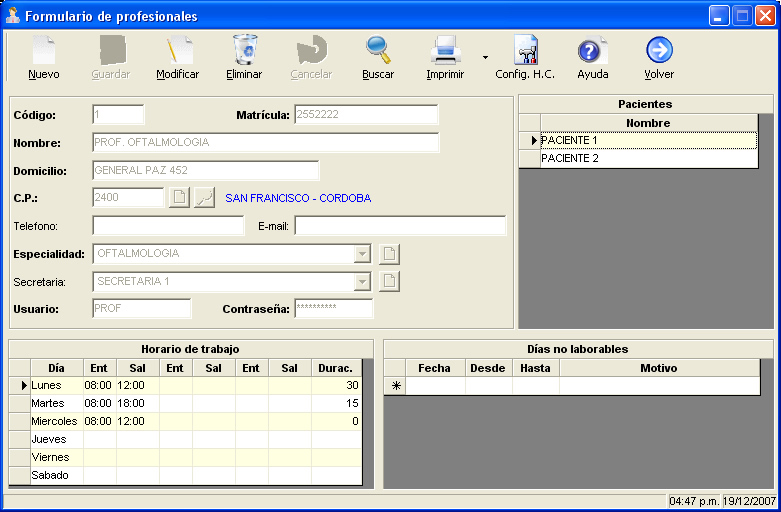 Formulario de profesionales
Nuevo Guardar Modificar Eliminar Cancelar Buscar Imprimir Config. H.C. Ayuda Volver
Código: 1 Matrícula: 2552222
Nombre: PROF. OFTALMOLOGIA
Domicilio: GENERAL PAZ 452
C.P.: 2400 SAN FRANCISCO - CORDOBA
Telefono: E-mail:
Especialidad: OFTALMOLOGIA
Secretaria: SECRETARIA 1
Usuario: PROF Contraseña: **********
Pacientes
Nombre
PACIENTE 1
PACIENTE 2
Horario de trabajo
Día Ent Sal Ent Sal Ent Sal Durac.
Lunes 08:00 12:00 30
Martes 08:00 18:00 15
Miercoles 08:00 12:00 0
Jueves
Viernes
Sabado
Días no laborables
Fecha Desde Hasta Motivo
04:47 p.m. 19/12/2007